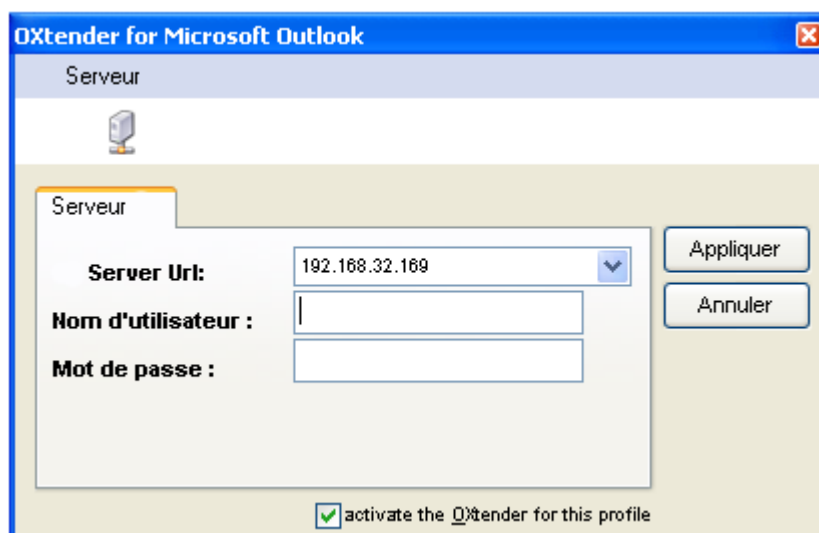 OXtender for Microsoft Outlook
Serveur
Serveur
Server Url: 192.168.32.169
Appliquer
Nom d'utilisateur :
Annuler
Mot de passe :
activate the OXtender for this profile